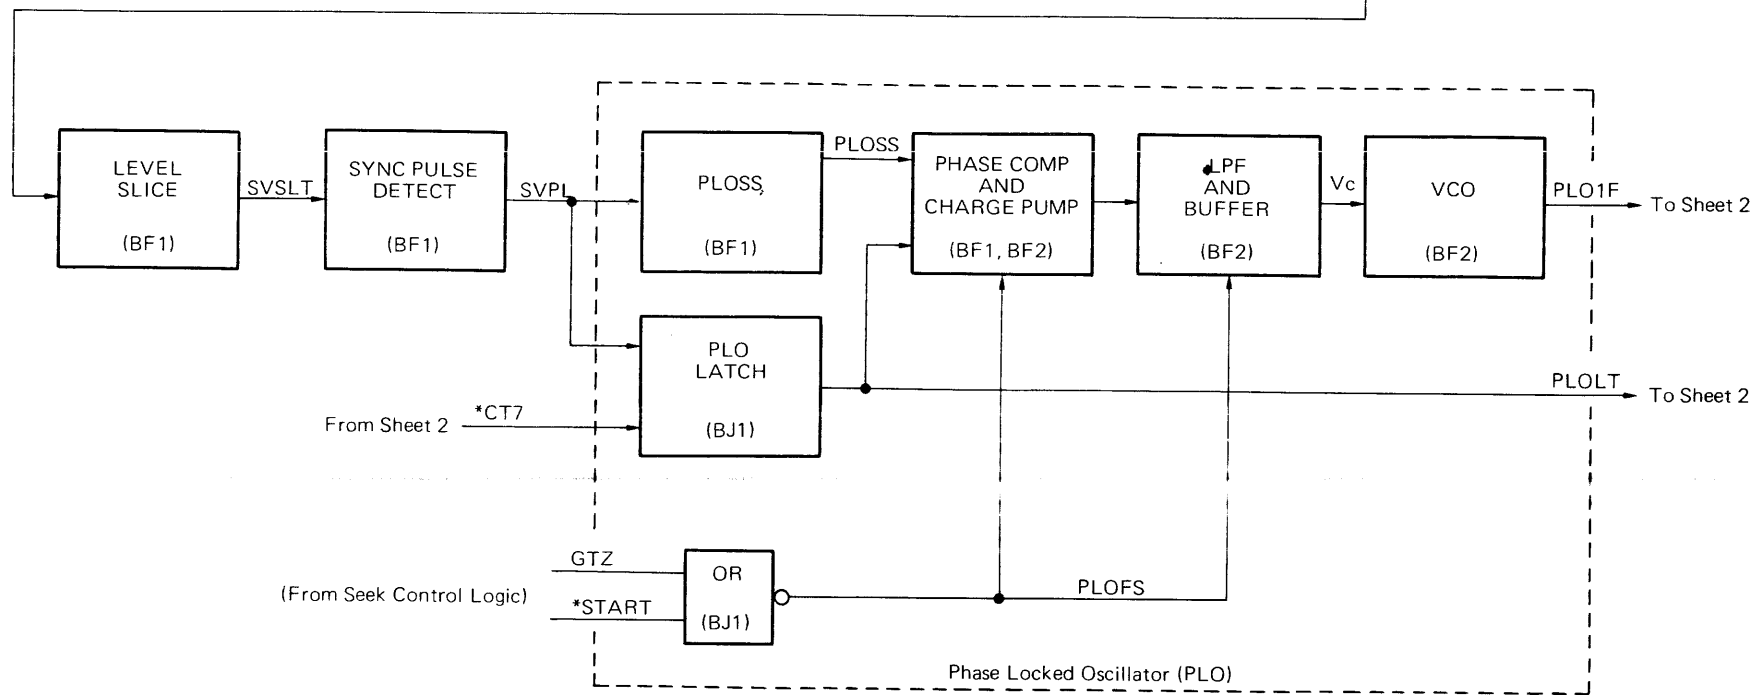 LEVEL
SLICE
(BF1)
SVSLT
SYNC PULSE
DETECT
(BF1)
SVPL
PLOSS
(BF1)
PLOSS
PHASE COMP
AND
CHARGE PUMP
(BF1, BF2)
LPF
AND
BUFFER
(BF2)
Vc
VCO
(BF2)
PLO1F
To Sheet 2
PLO
LATCH
(BJ1)
From Sheet 2
*CT7
PLOLT
To Sheet 2
(From Seek Control Logic)
GTZ
*START
OR
(BJ1)
PLOFS
Phase Locked Oscillator (PLO)